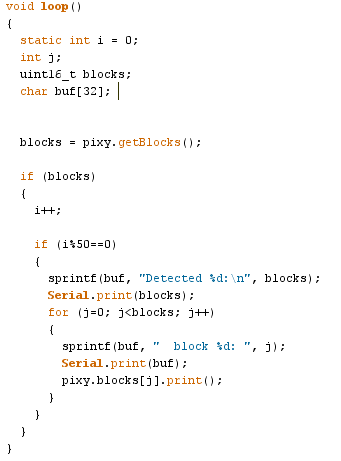 void loop()
{
  static int i = 0;
  int j;
  uint16_t blocks;
  char buf[32];
  blocks = pixy.getBlocks();
  if (blocks)
  {
    i++;
    if (i%50==0)
    {
      sprintf(buf, "Detected %d:\n", blocks);
      Serial.print(blocks);
      for (j=0; j<blocks; j++)
      {
        sprintf(buf, "  block %d: ", j);
        Serial.print(buf);
        pixy.blocks[j].print();
      }
    }
  }
}